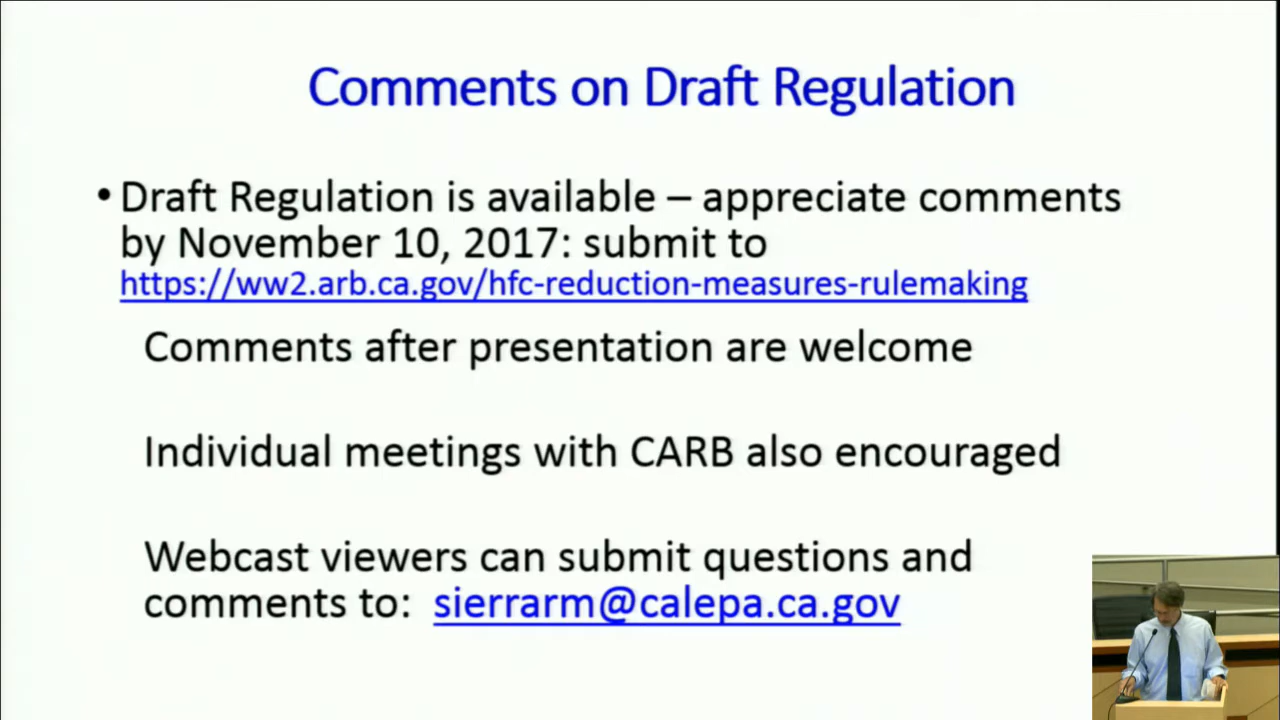 Comments on Draft Regulation
• Draft Regulation is available – appreciate comments
by November 10, 2017: submit to
https://ww2.arb.ca.gov/hfc-reduction-measures-rulemaking
Comments after presentation are welcome
Individual meetings with CARB also encouraged
Webcast viewers can submit questions and
comments to: sierrarm@calepa.ca.gov